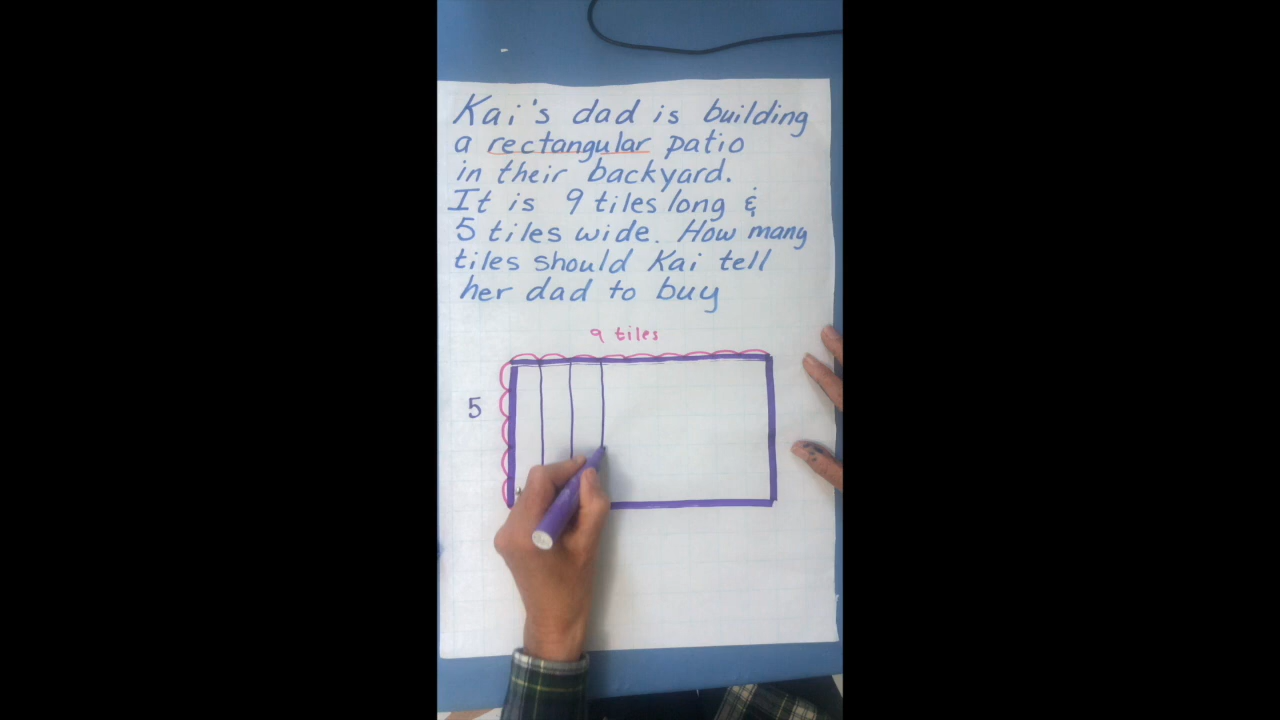 Kai's dad is building
a rectangular patio
in their backyard.
It is 9 tiles long &
5 tiles wide. How many
tiles should Kai tell
her dad to buy
9 tiles
5